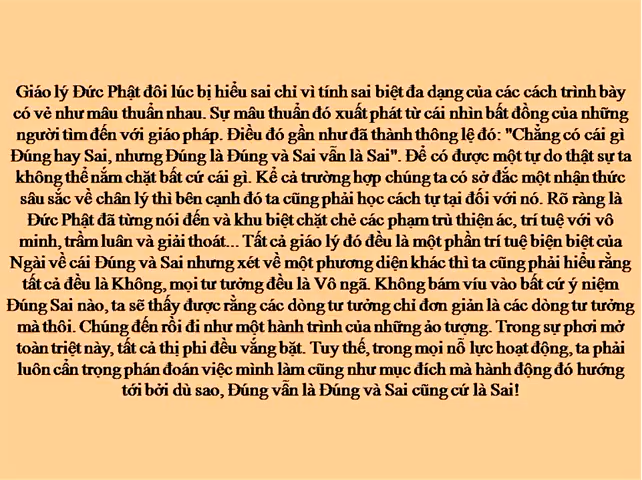 Giáo lý Đức Phật đôi lúc bị hiểu sai chỉ vì tính sai biệt đa dạng của các cách trình bày
có vẻ như mâu thuẩn nhau. Sự mâu thuẩn đó xuất phát từ cái nhìn bất đồng của những
người tìm đến với giáo pháp. Điều đó gần như đã thành thông lệ đó: "Chẳng có cái gì
Đúng hay Sai, nhưng Đúng là Đúng và Sai vẫn là Sai". Để có được một tự do thật sự ta
không thể nắm chặt bất cứ cái gì. Kể cả trường hợp chúng ta có sở đắc một nhận thức
sâu sắc về chân lý thì bên cạnh đó ta cũng phải học cách tự tại đối với nó. Rõ ràng là
Đức Phật đã từng nói đến và khu biệt chặt chẻ các phạm trù thiện ác, trí tuệ với vô
minh, trầm luân và giải thoát... Tất cả giáo lý đó đều là một phần trí tuệ biện biệt của
Ngài về cái Đúng và Sai nhưng xét về một phương diện khác thì ta cũng phải hiểu rằng
tất cả đều là Không, mọi tư tưởng đều là Vô ngã. Không bám víu vào bất cứ ý niệm
Đúng Sai nào, ta sẽ thấy được rằng các dòng tư tưởng chỉ đơn giản là các dòng tư tưởng
mà thôi. Chúng đến rồi đi như một hành trình của những ảo tượng. Trong sự phơi mở
toàn triệt này, tất cả thị phi đều vắng bặt. Tuy thế, trong mọi nỗ lực hoạt động, ta phải
luôn cẩn trọng phán đoán việc mình làm cũng như mục đích mà hành động đó hướng
tới bởi dù sao, Đúng vẫn là Đúng và Sai cũng cứ là Sai!